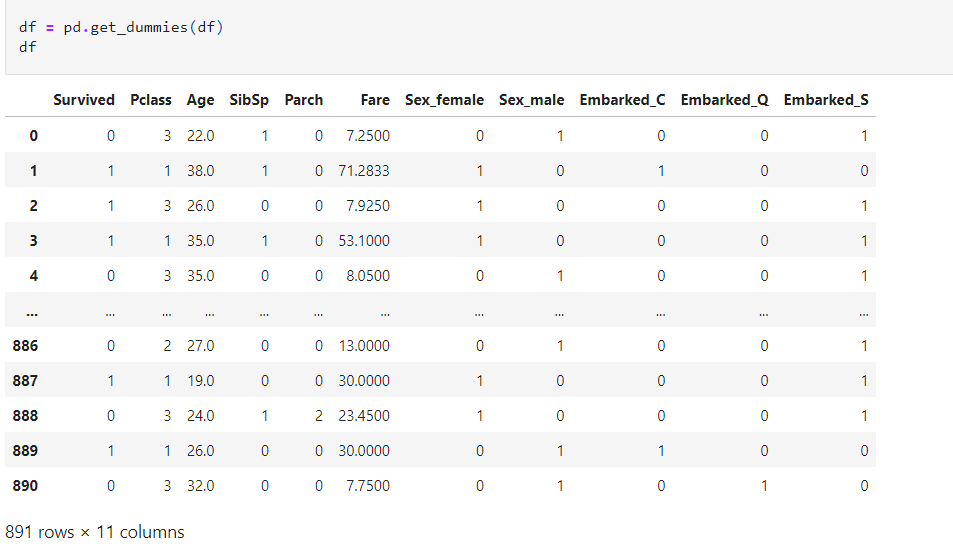 df = pd.get_dummies(df)
df
Survived Pclass Age SibSp Parch Fare Sex_female Sex_male Embarked_C Embarked_Q Embarked_S
0 0 3 22.0 1 0 7.2500 0 1 0 0 1
1 1 1 38.0 1 0 71.2833 1 0 1 0 0
2 1 3 26.0 0 0 7.9250 1 0 0 0 1
3 1 1 35.0 1 0 53.1000 1 0 0 0 1
4 0 3 35.0 0 0 8.0500 0 1 0 0 1
... ... ... ... ... ... ... ... ... ... ... ...
886 0 2 27.0 0 0 13.0000 0 1 0 0 1
887 1 1 19.0 0 0 30.0000 1 0 0 0 1
888 0 3 24.0 1 2 23.4500 1 0 0 0 1
889 1 1 26.0 0 0 30.0000 0 1 1 0 0
890 0 3 32.0 0 0 7.7500 0 1 0 1 0
891 rows × 11 columns